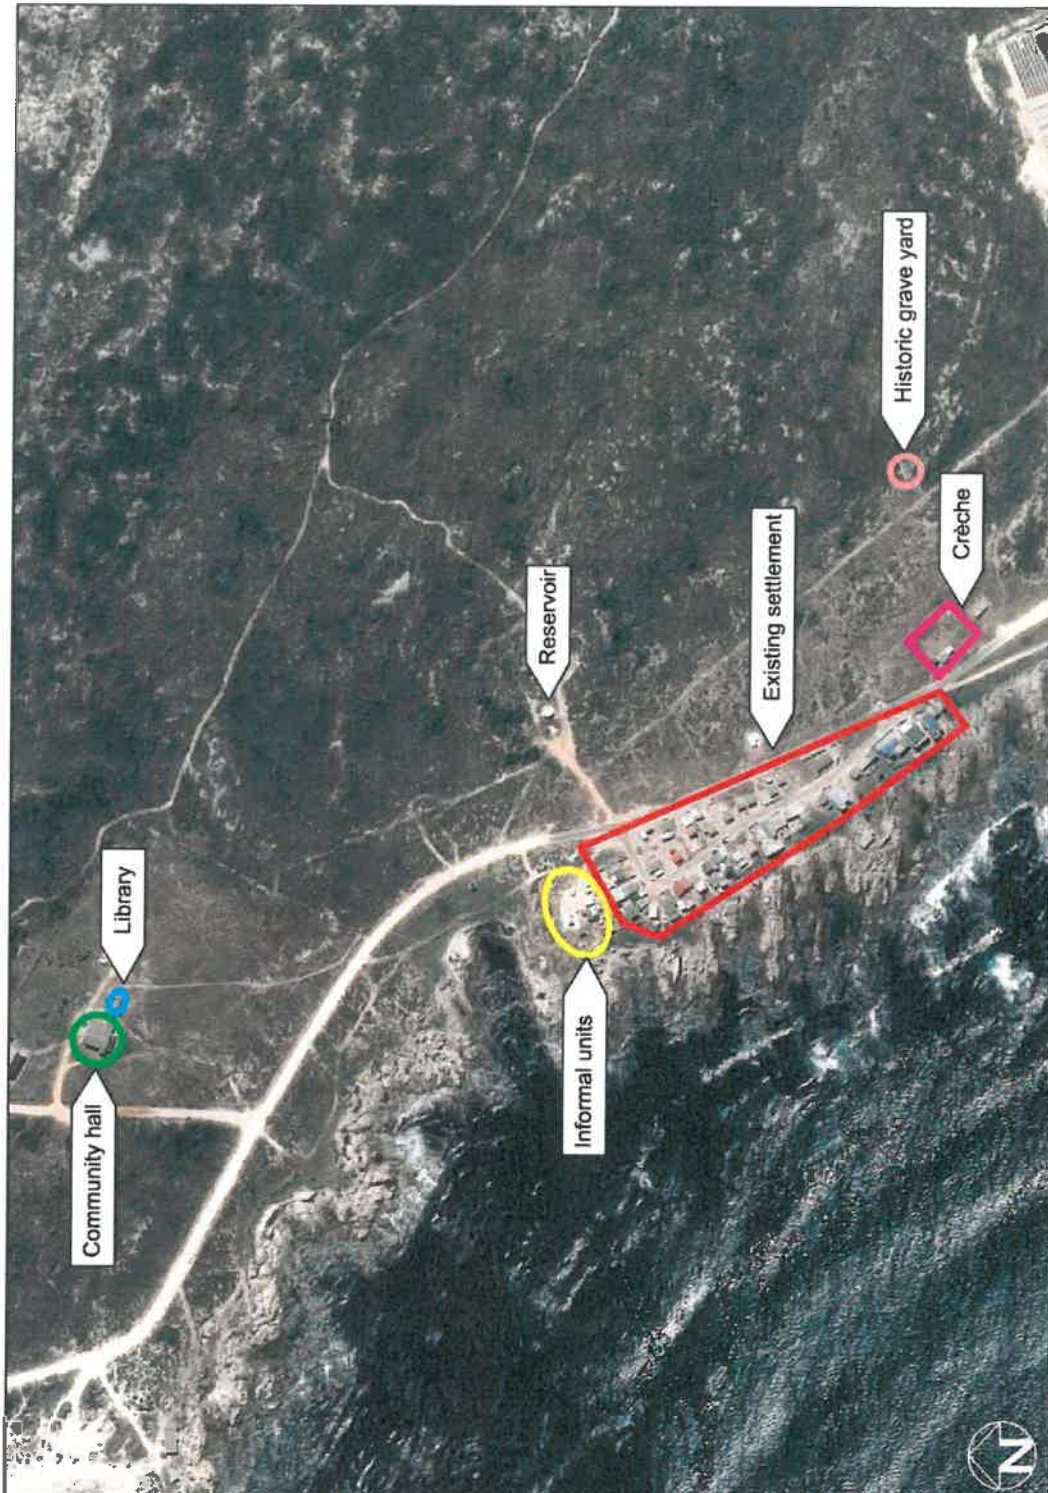 Community hall
Library
Informal units
Reservoir
Existing settlement
Crèche
Historic grave yard
N